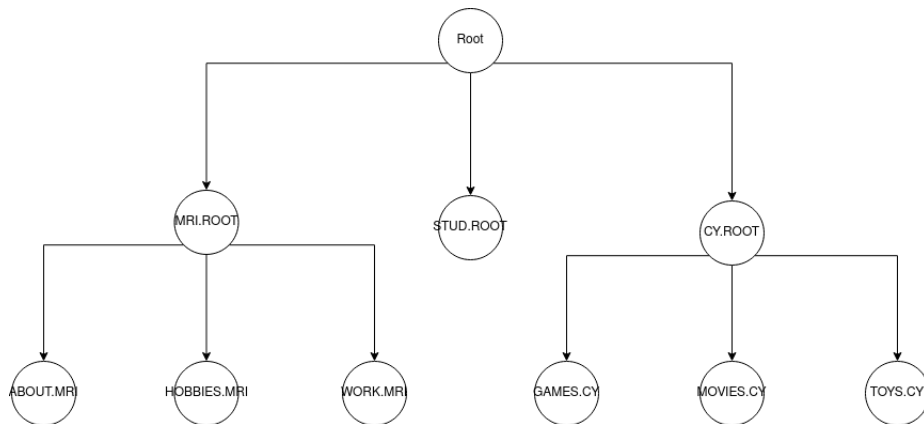 Root
MRI.ROOT
STUD.ROOT
CY.ROOT
ABOUT.MRI
HOBBIES.MRI
WORK.MRI
GAMES.CY
MOVIES.CY
TOYS.CY